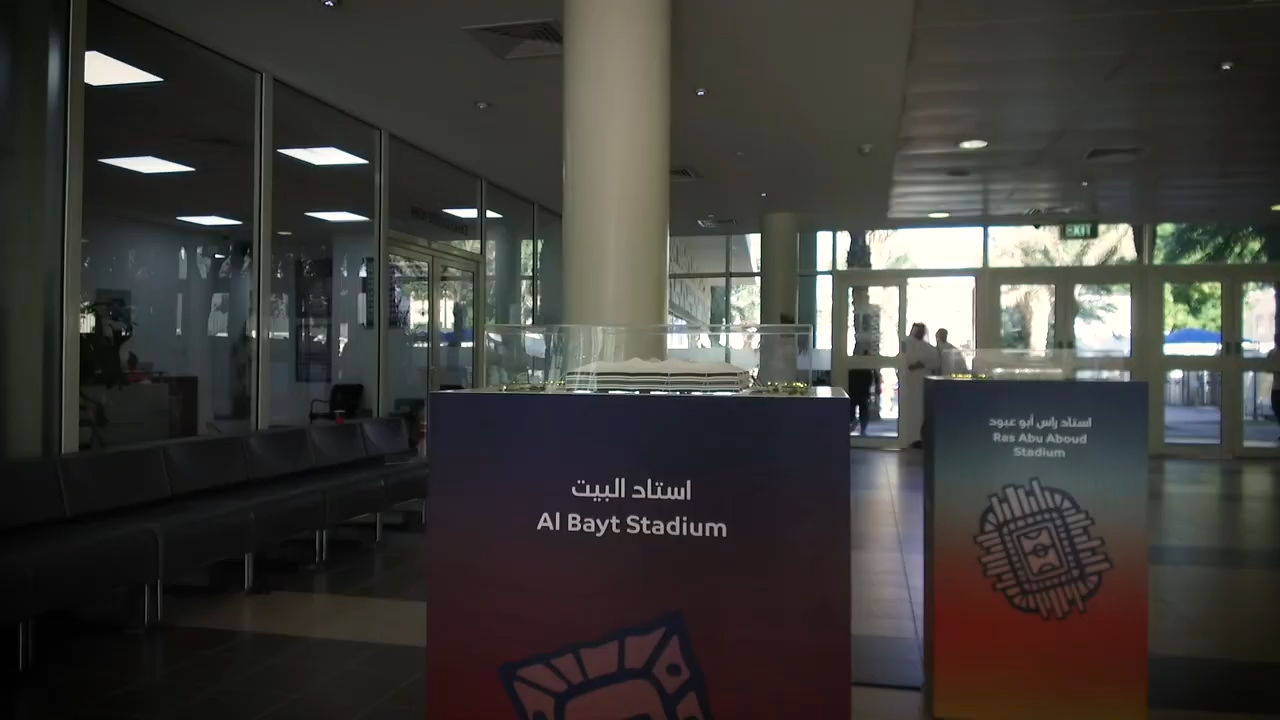 EXIT
استاد البيت
Al Bayt Stadium
استاد راس أبو عبود
Ras Abu Aboud
Stadium